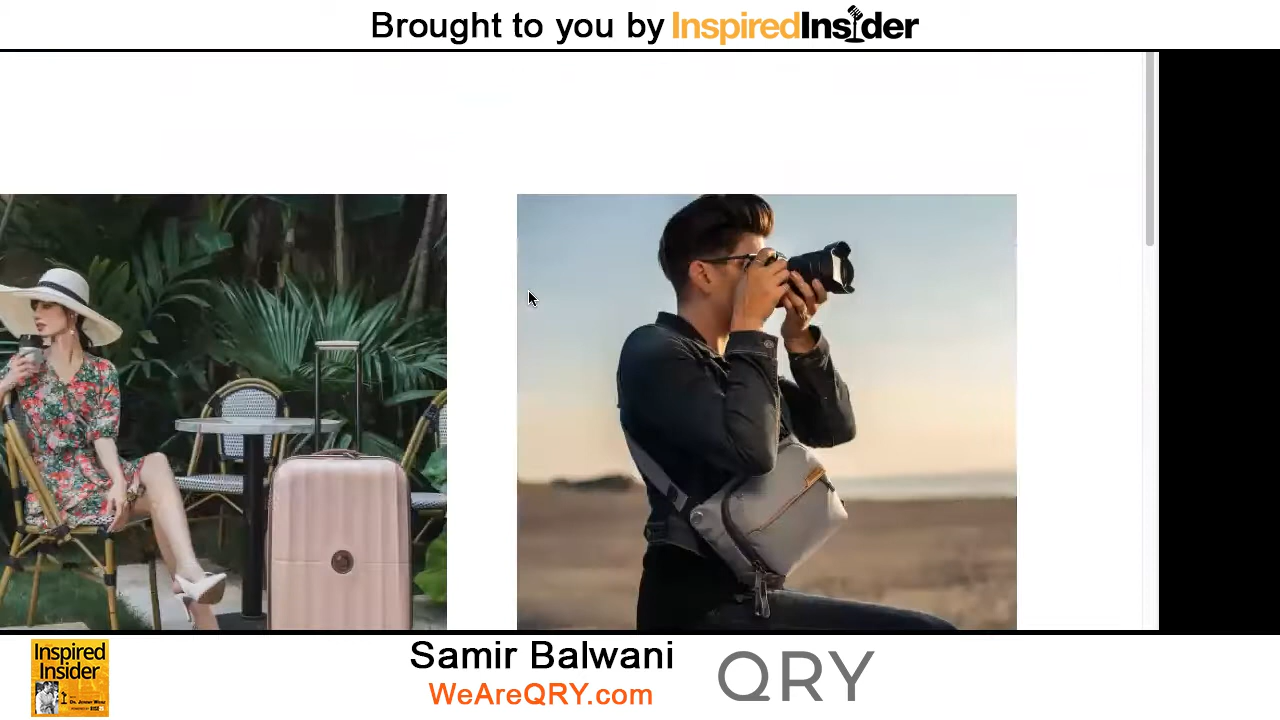 Brought to you by InspiredInsider
Inspired
Insider
Samir Balwani
WeAreQRY.com
QRY